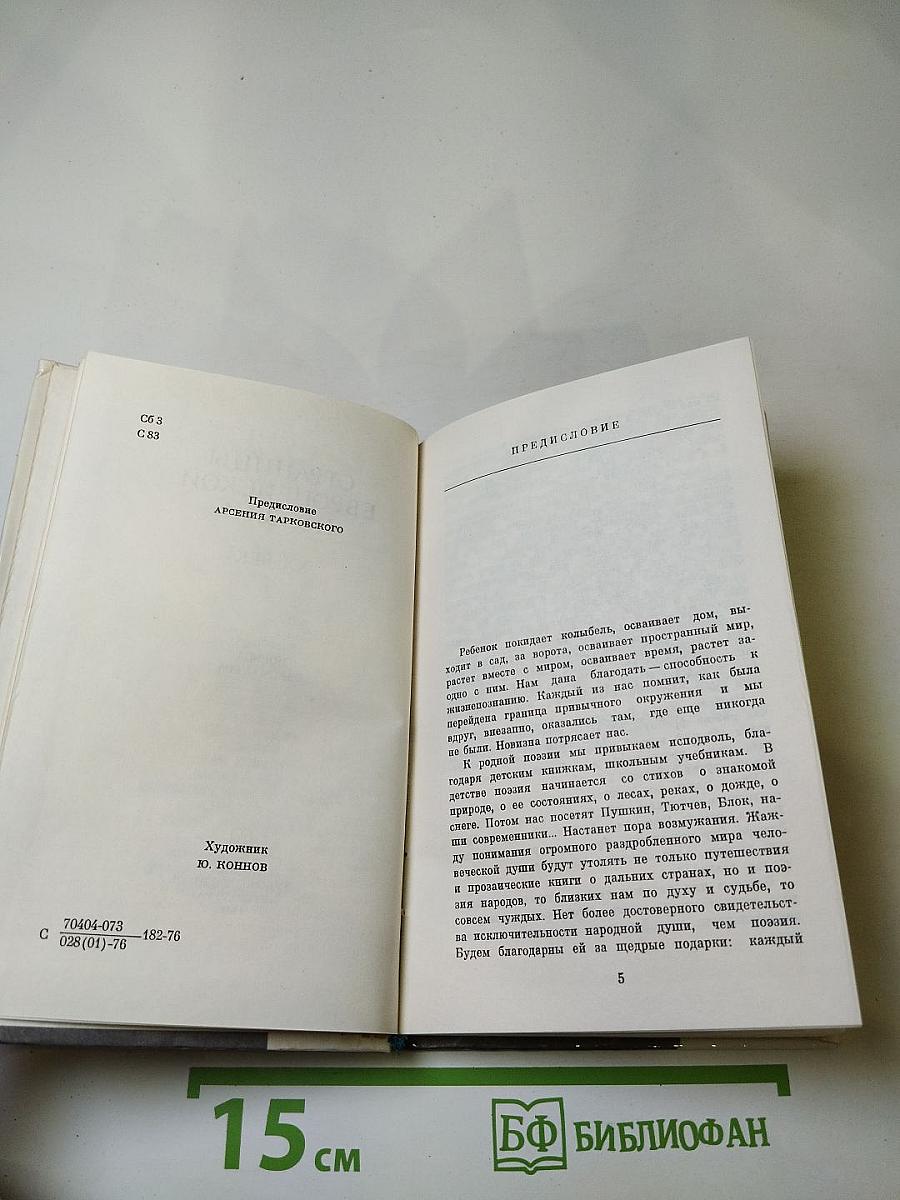 Сб 3
С 83
Предисловие
АРСЕНИЯ ТАРКОВСКОГО
Художник
Ю. КОННОВ
С 70404-073
028(01)-76 —182-76
ПРЕДИСЛОВИЕ
Ребенок покидает колыбель, осваивает дом, вы-
ходит в сад, за ворота, осваивает пространный мир,
растет вместе с миром, осваивает время, растет за-
одно с ним. Нам дана благодать — способность к
жизнепознанию. Каждый из нас помнит, как была
перейдена граница привычного окружения и мы
вдруг, внезапно, оказались там, где еще никогда
не были. Новизна потрясает нас.
К родной поэзии мы привыкаем исподволь, бла-
годаря детским книжкам, школьным учебникам. В
детстве поэзия начинается со стихов о знакомой
природе, о ее состояниях, о лесах, реках, о дожде, о
снеге. Потом нас посетят Пушкин, Тютчев, Блок, на-
ши современники... Настанет пора возмужания. Жаж-
ду понимания огромного раздробленного мира чело-
веческой души будут утолять не только путешествия
и прозаические книги о дальних странах, но и поэ-
зия народов, то близких нам по духу и судьбе, то
совсем чуждых. Нет более достоверного свидетельст-
ва исключительности народной души, чем поэзия.
Будем благодарны ей за щедрые подарки: каждый
5
15 см
БФ БИБЛИОФАН